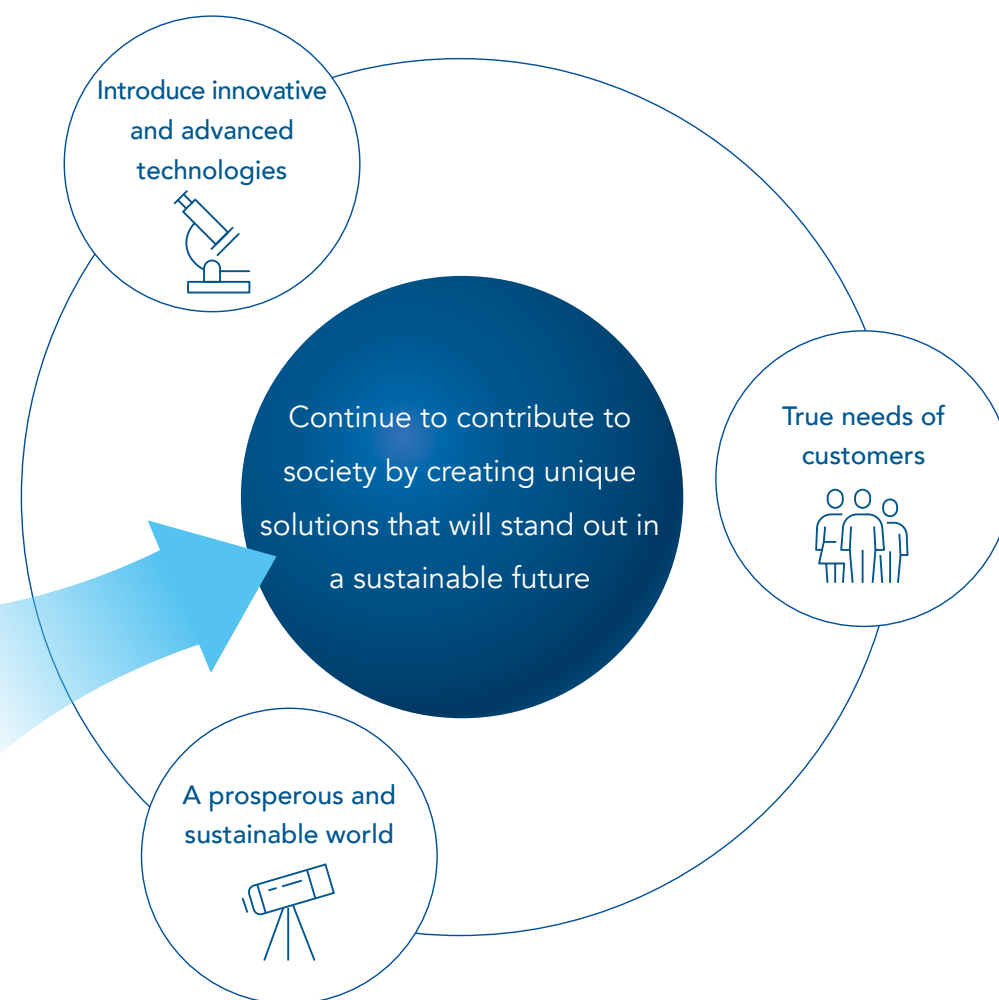 Introduce innovative
and advanced
technologies
Continue to contribute to
society by creating unique
solutions that will stand out in
a sustainable future
True needs of
customers
A prosperous and
sustainable world